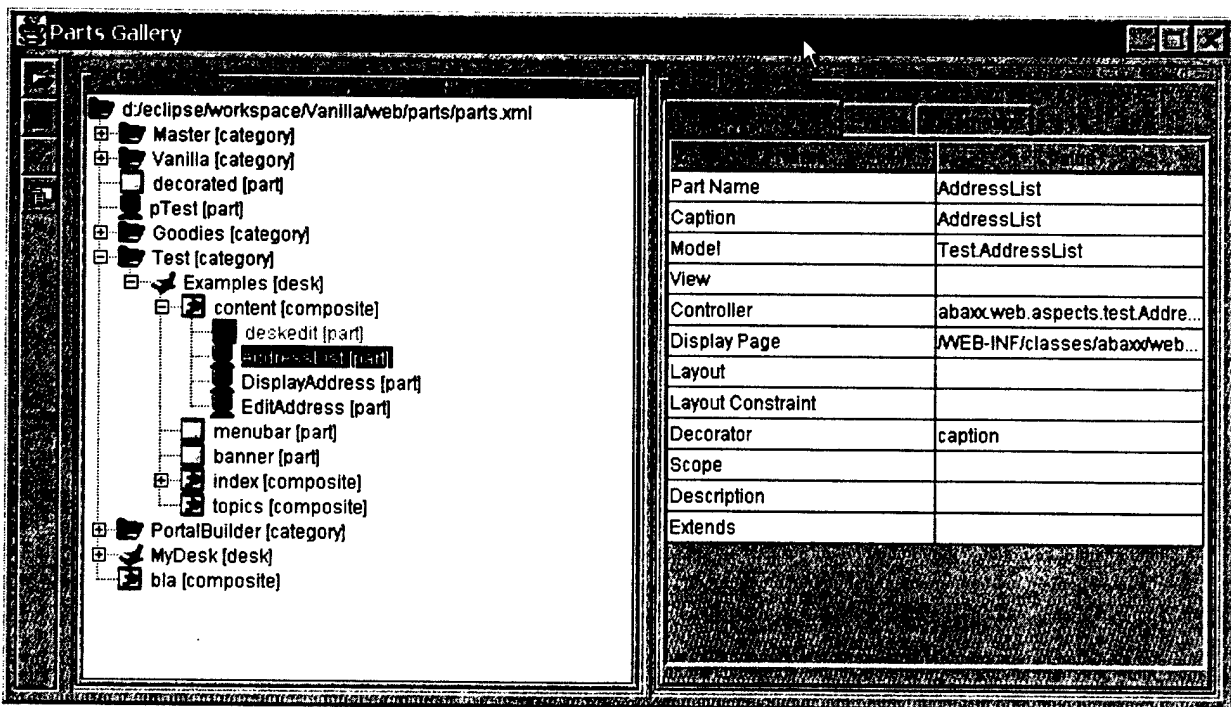 Parts Gallery
d:/eclipse/workspace/Vanilla/web/parts/parts.xml
Master [category]
Vanilla [category]
decorated [part]
pTest [part]
Goodies [category]
Test [category]
Examples [desk]
content [composite]
deskedit [part]
AddressList [part]
DisplayAddress [part]
EditAddress [part]
menubar [part]
banner [part]
index [composite]
topics [composite]
PortalBuilder [category]
MyDesk [desk]
bla [composite]
Part Name AddressList
Caption AddressList
Model Test.AddressList
View
Controller abaxx.web.aspects.test.Addre...
Display Page /WEB-INF/classes/abaxx/web...
Layout
Layout Constraint
Decorator caption
Scope
Description
Extends